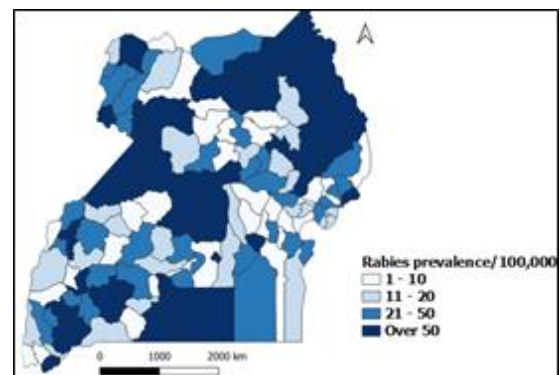 Rabies prevalence/100,000
1 - 10
11 - 20
21 - 50
Over 50
0 1000 2000 km